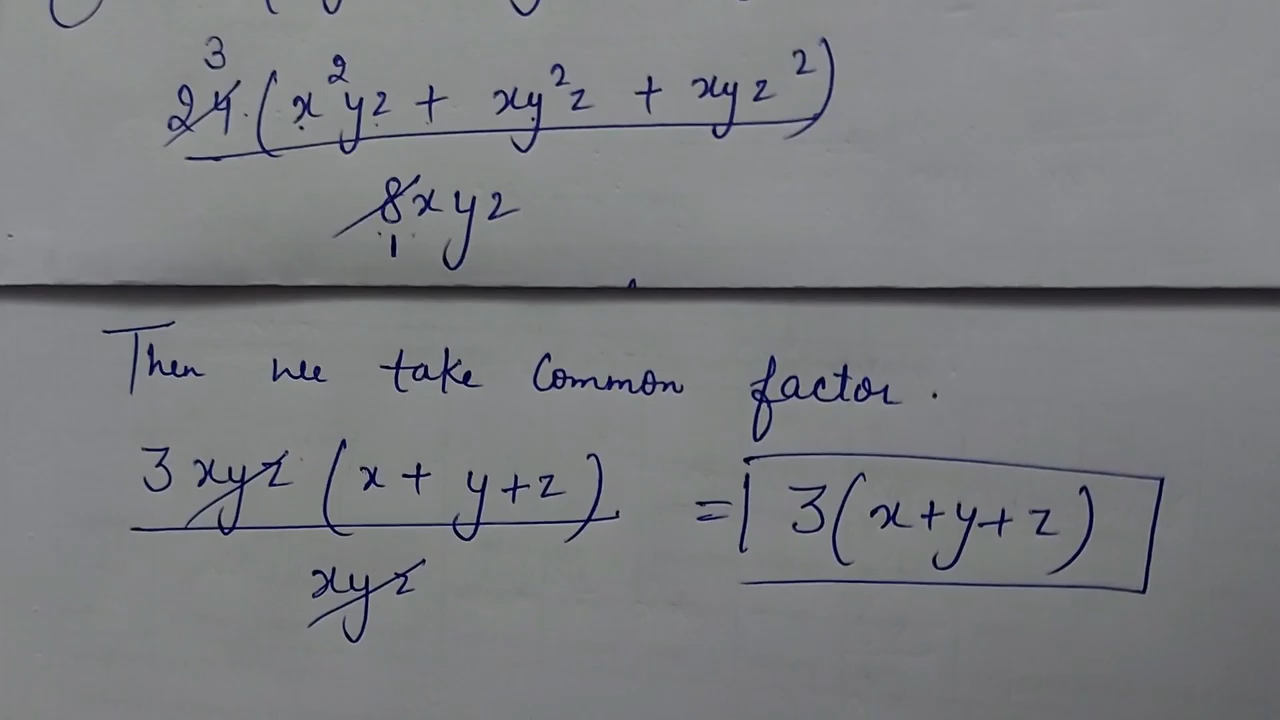 3
24 (x²yz + xy²z + xyz²)
8xyz
1
Then we take Common factor.
3xyz (x + y + z) = 3(x+y+z)
xyz